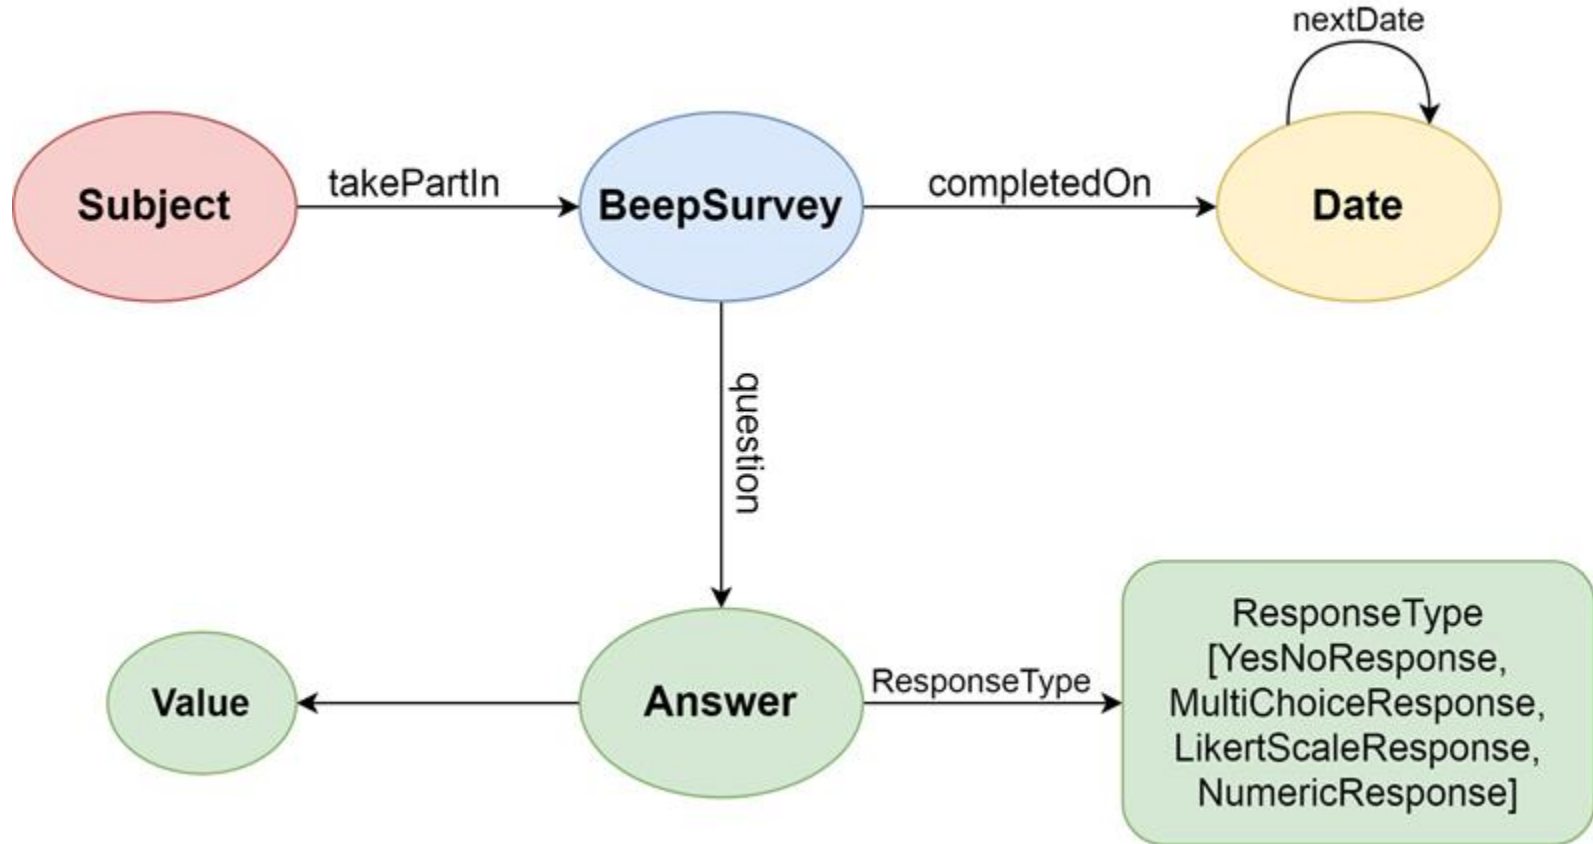 nextDate
Subject
takePartIn
BeepSurvey
completedOn
Date
question
Value
Answer
ResponseType
ResponseType
[YesNoResponse,
MultiChoiceResponse,
LikertScaleResponse,
NumericResponse]